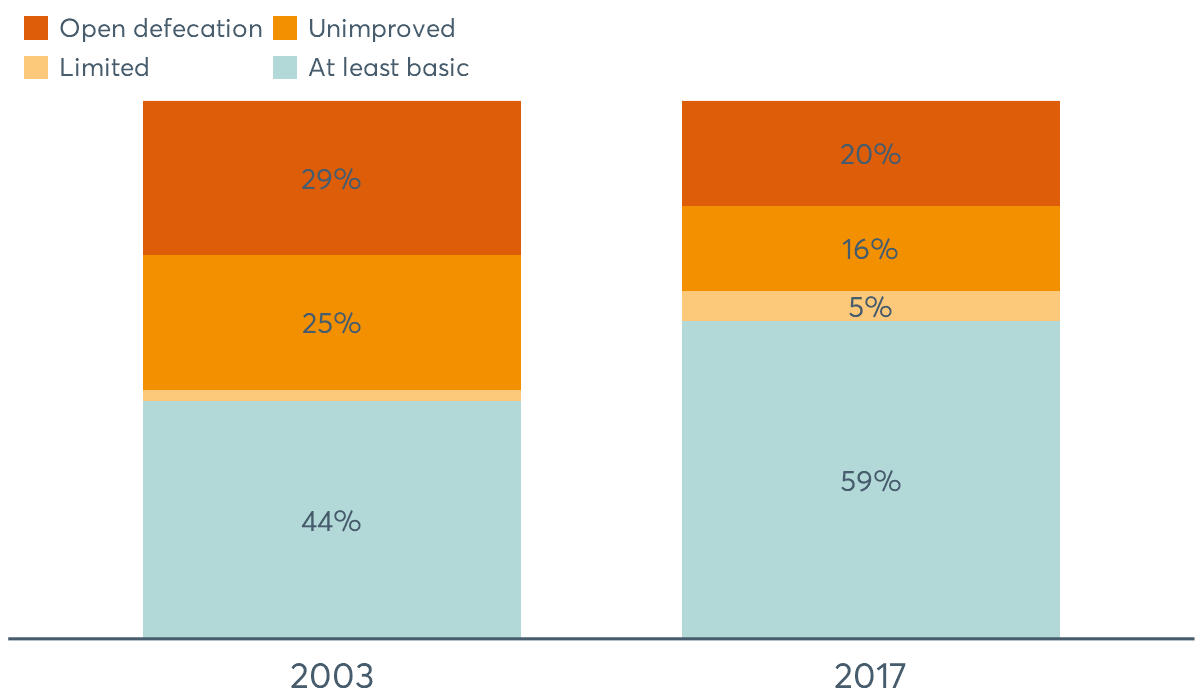 Open defecation Unimproved
Limited At least basic
29% 20%
25% 16%
5%
44% 59%
2003 2017